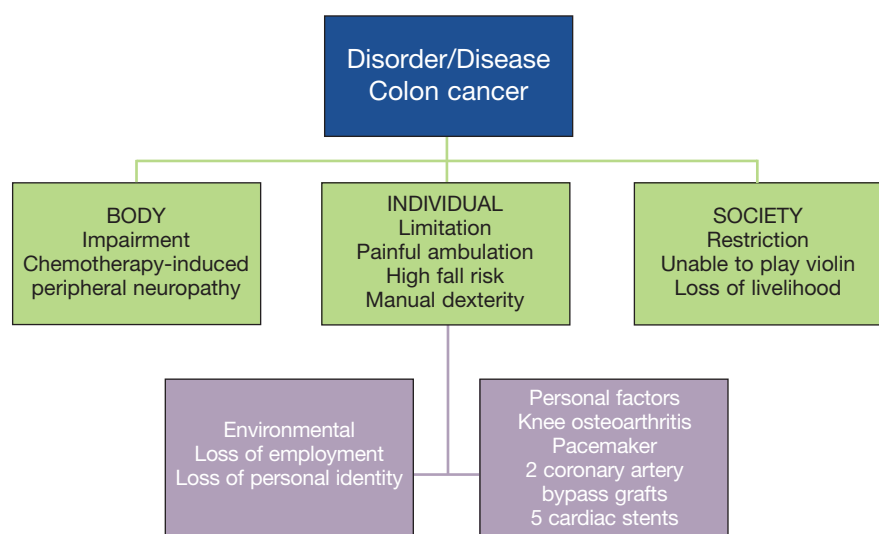 Disorder/Disease
Colon cancer
BODY
Impairment
Chemotherapy-induced
peripheral neuropathy
INDIVIDUAL
Limitation
Painful ambulation
High fall risk
Manual dexterity
SOCIETY
Restriction
Unable to play violin
Loss of livelihood
Environmental
Loss of employment
Loss of personal identity
Personal factors
Knee osteoarthritis
Pacemaker
2 coronary artery
bypass grafts
5 cardiac stents